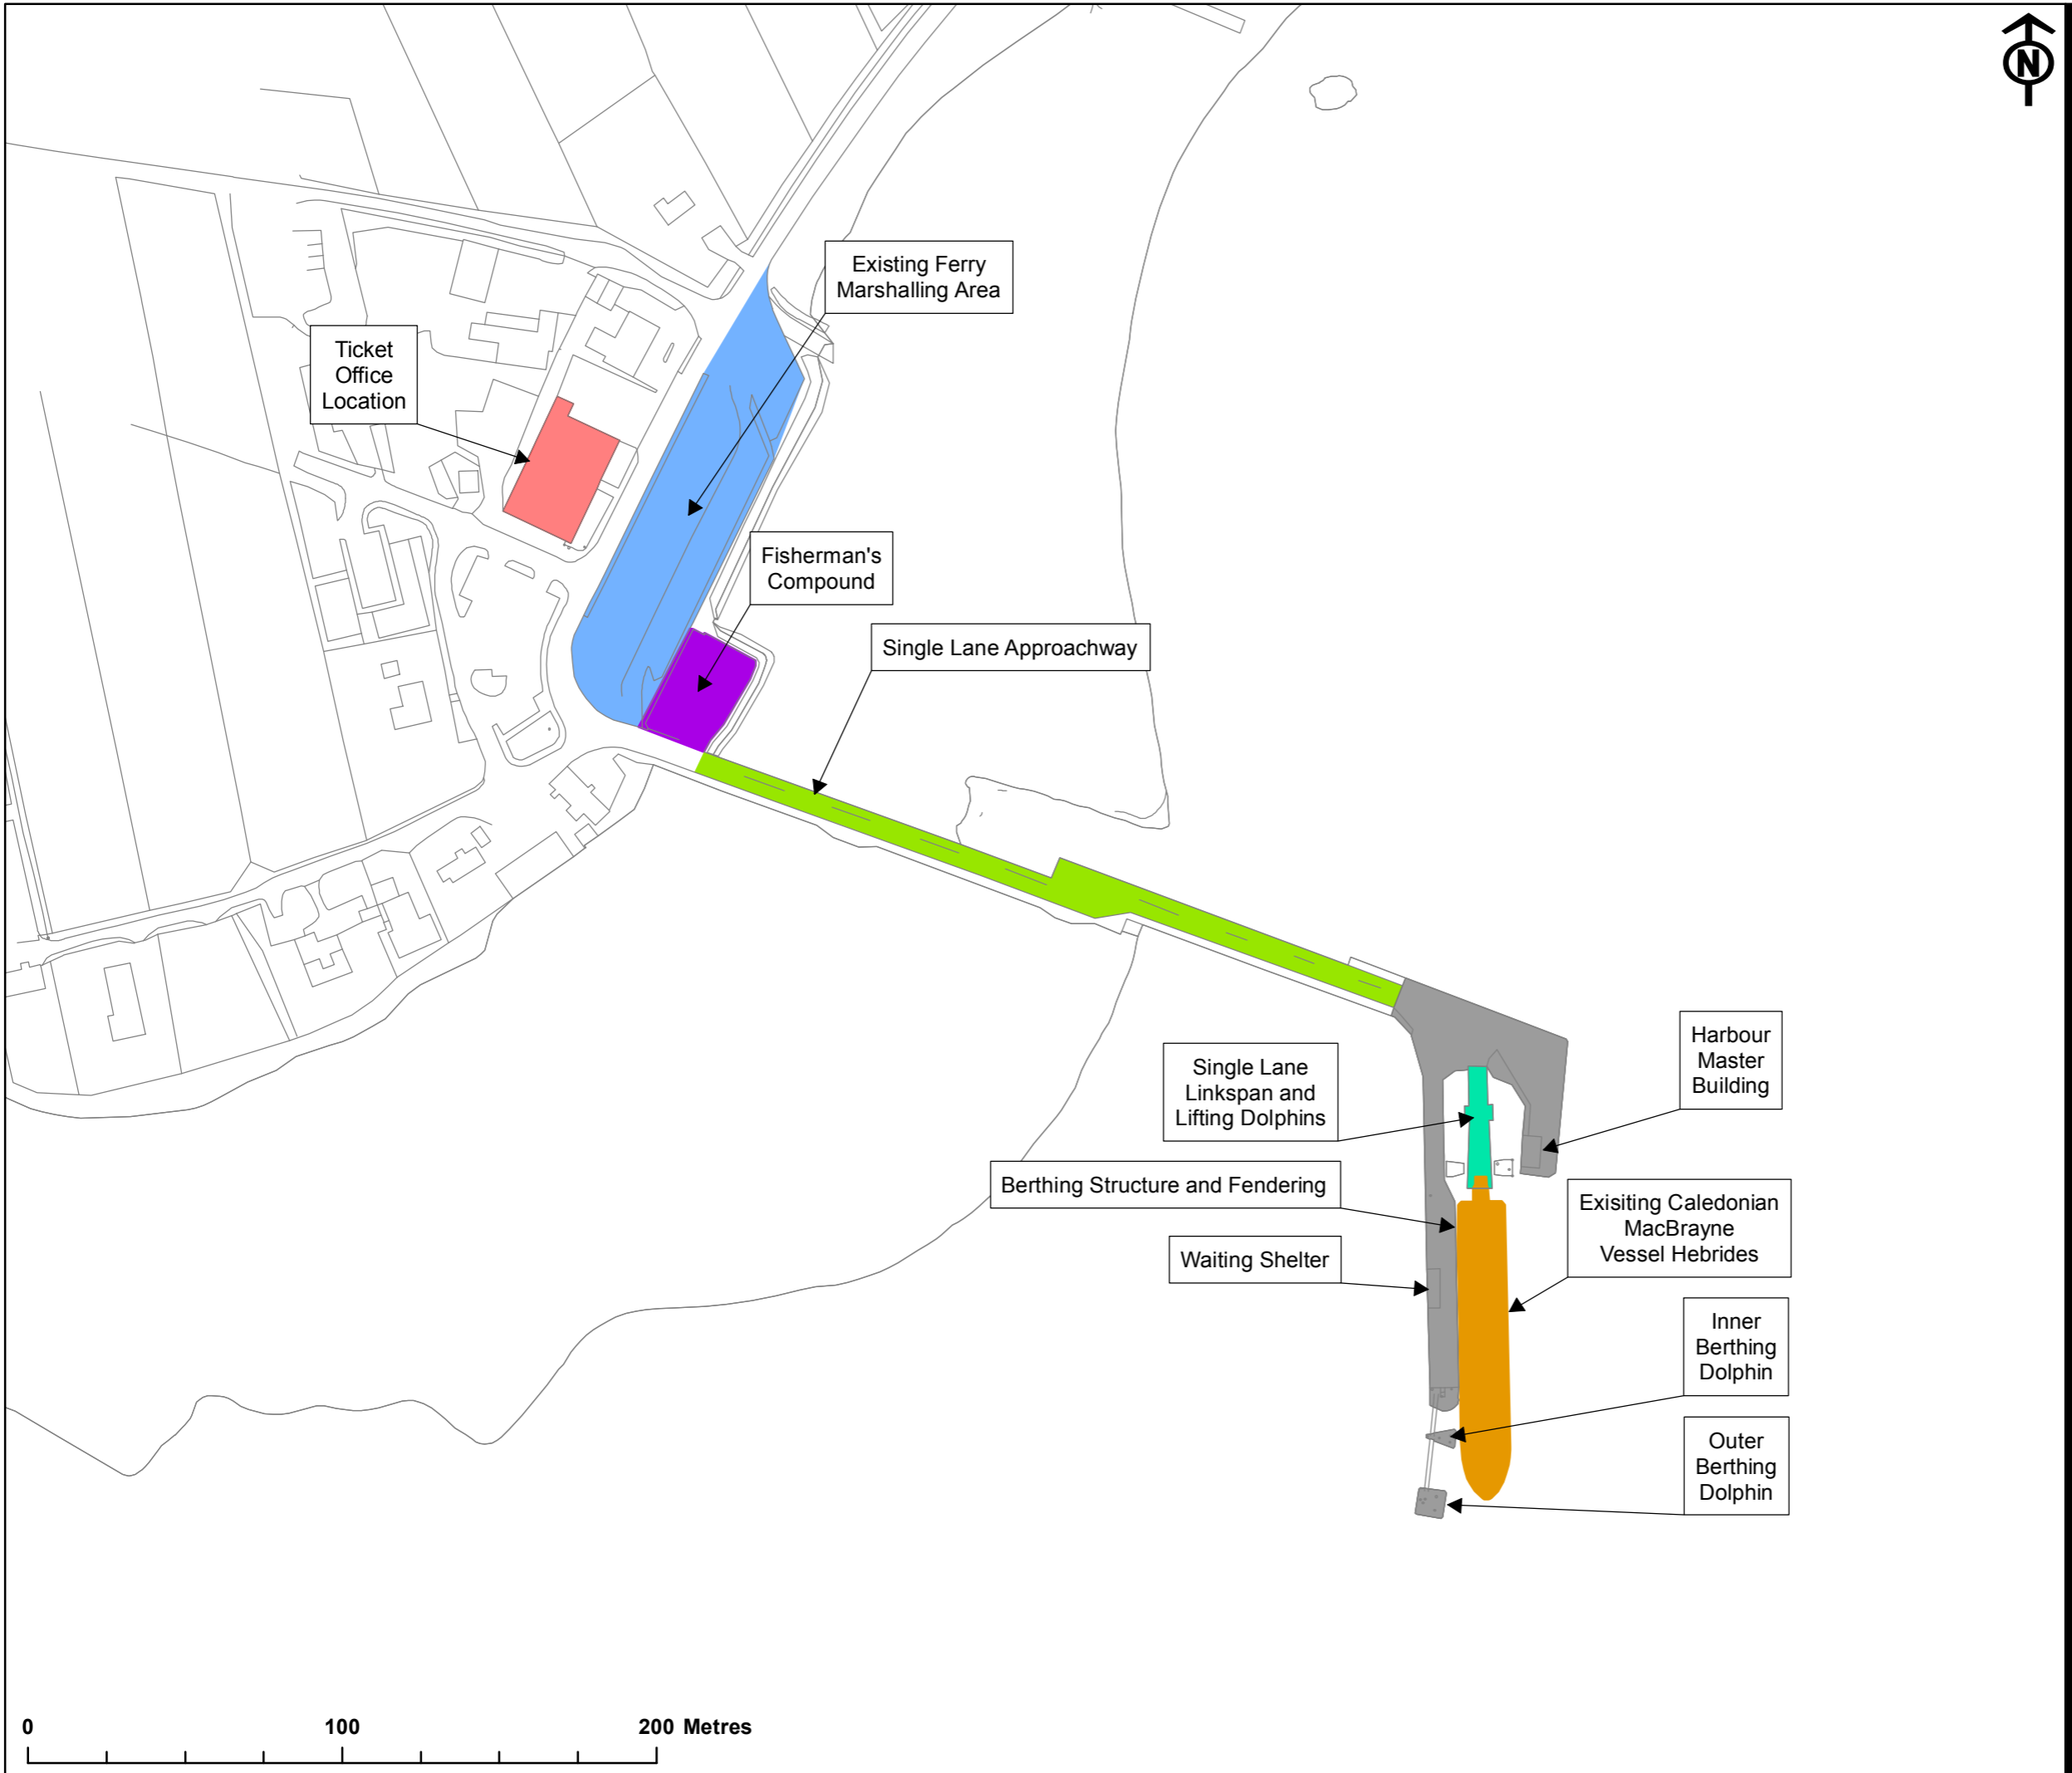 N
Existing Ferry
Marshalling Area
Ticket
Office
Location
Fisherman's
Compound
Single Lane Approachway
Harbour
Master
Building
Single Lane
Linkspan and
Lifting Dolphins
Berthing Structure and Fendering
Exisiting Caledonian
MacBrayne
Vessel Hebrides
Waiting Shelter
Inner
Berthing
Dolphin
Outer
Berthing
Dolphin
0 100 200 Metres